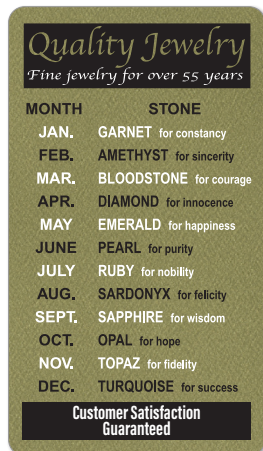 Quality Jewelry
Fine jewelry for over 55 years
MONTH STONE
JAN. GARNET for constancy
FEB. AMETHYST for sincerity
MAR. BLOODSTONE for courage
APR. DIAMOND for innocence
MAY EMERALD for happiness
JUNE PEARL for purity
JULY RUBY for nobility
AUG. SARDONYX for felicity
SEPT. SAPPHIRE for wisdom
OCT. OPAL for hope
NOV. TOPAZ for fidelity
DEC. TURQUOISE for success
Customer Satisfaction
Guaranteed